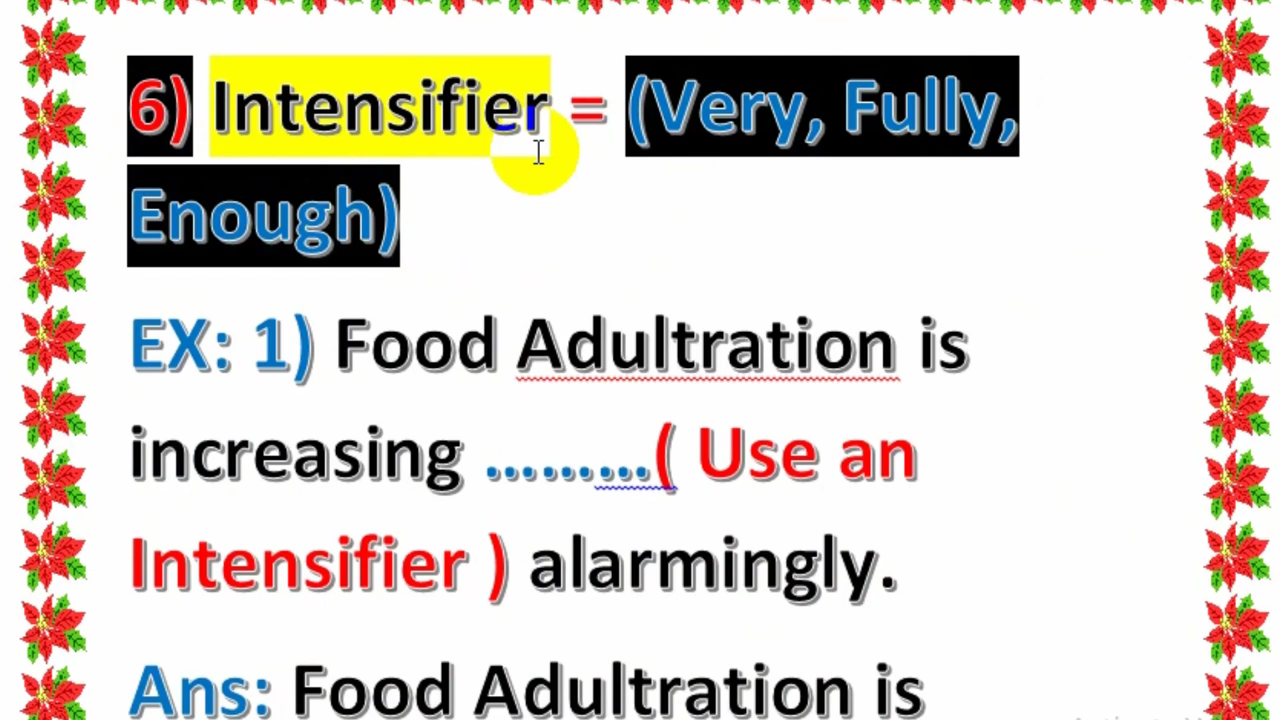 6) Intensifier = (Very, Fully,
Enough)
EX: 1) Food Adultration is
increasing .........( Use an
Intensifier ) alarmingly.
Ans: Food Adultration is